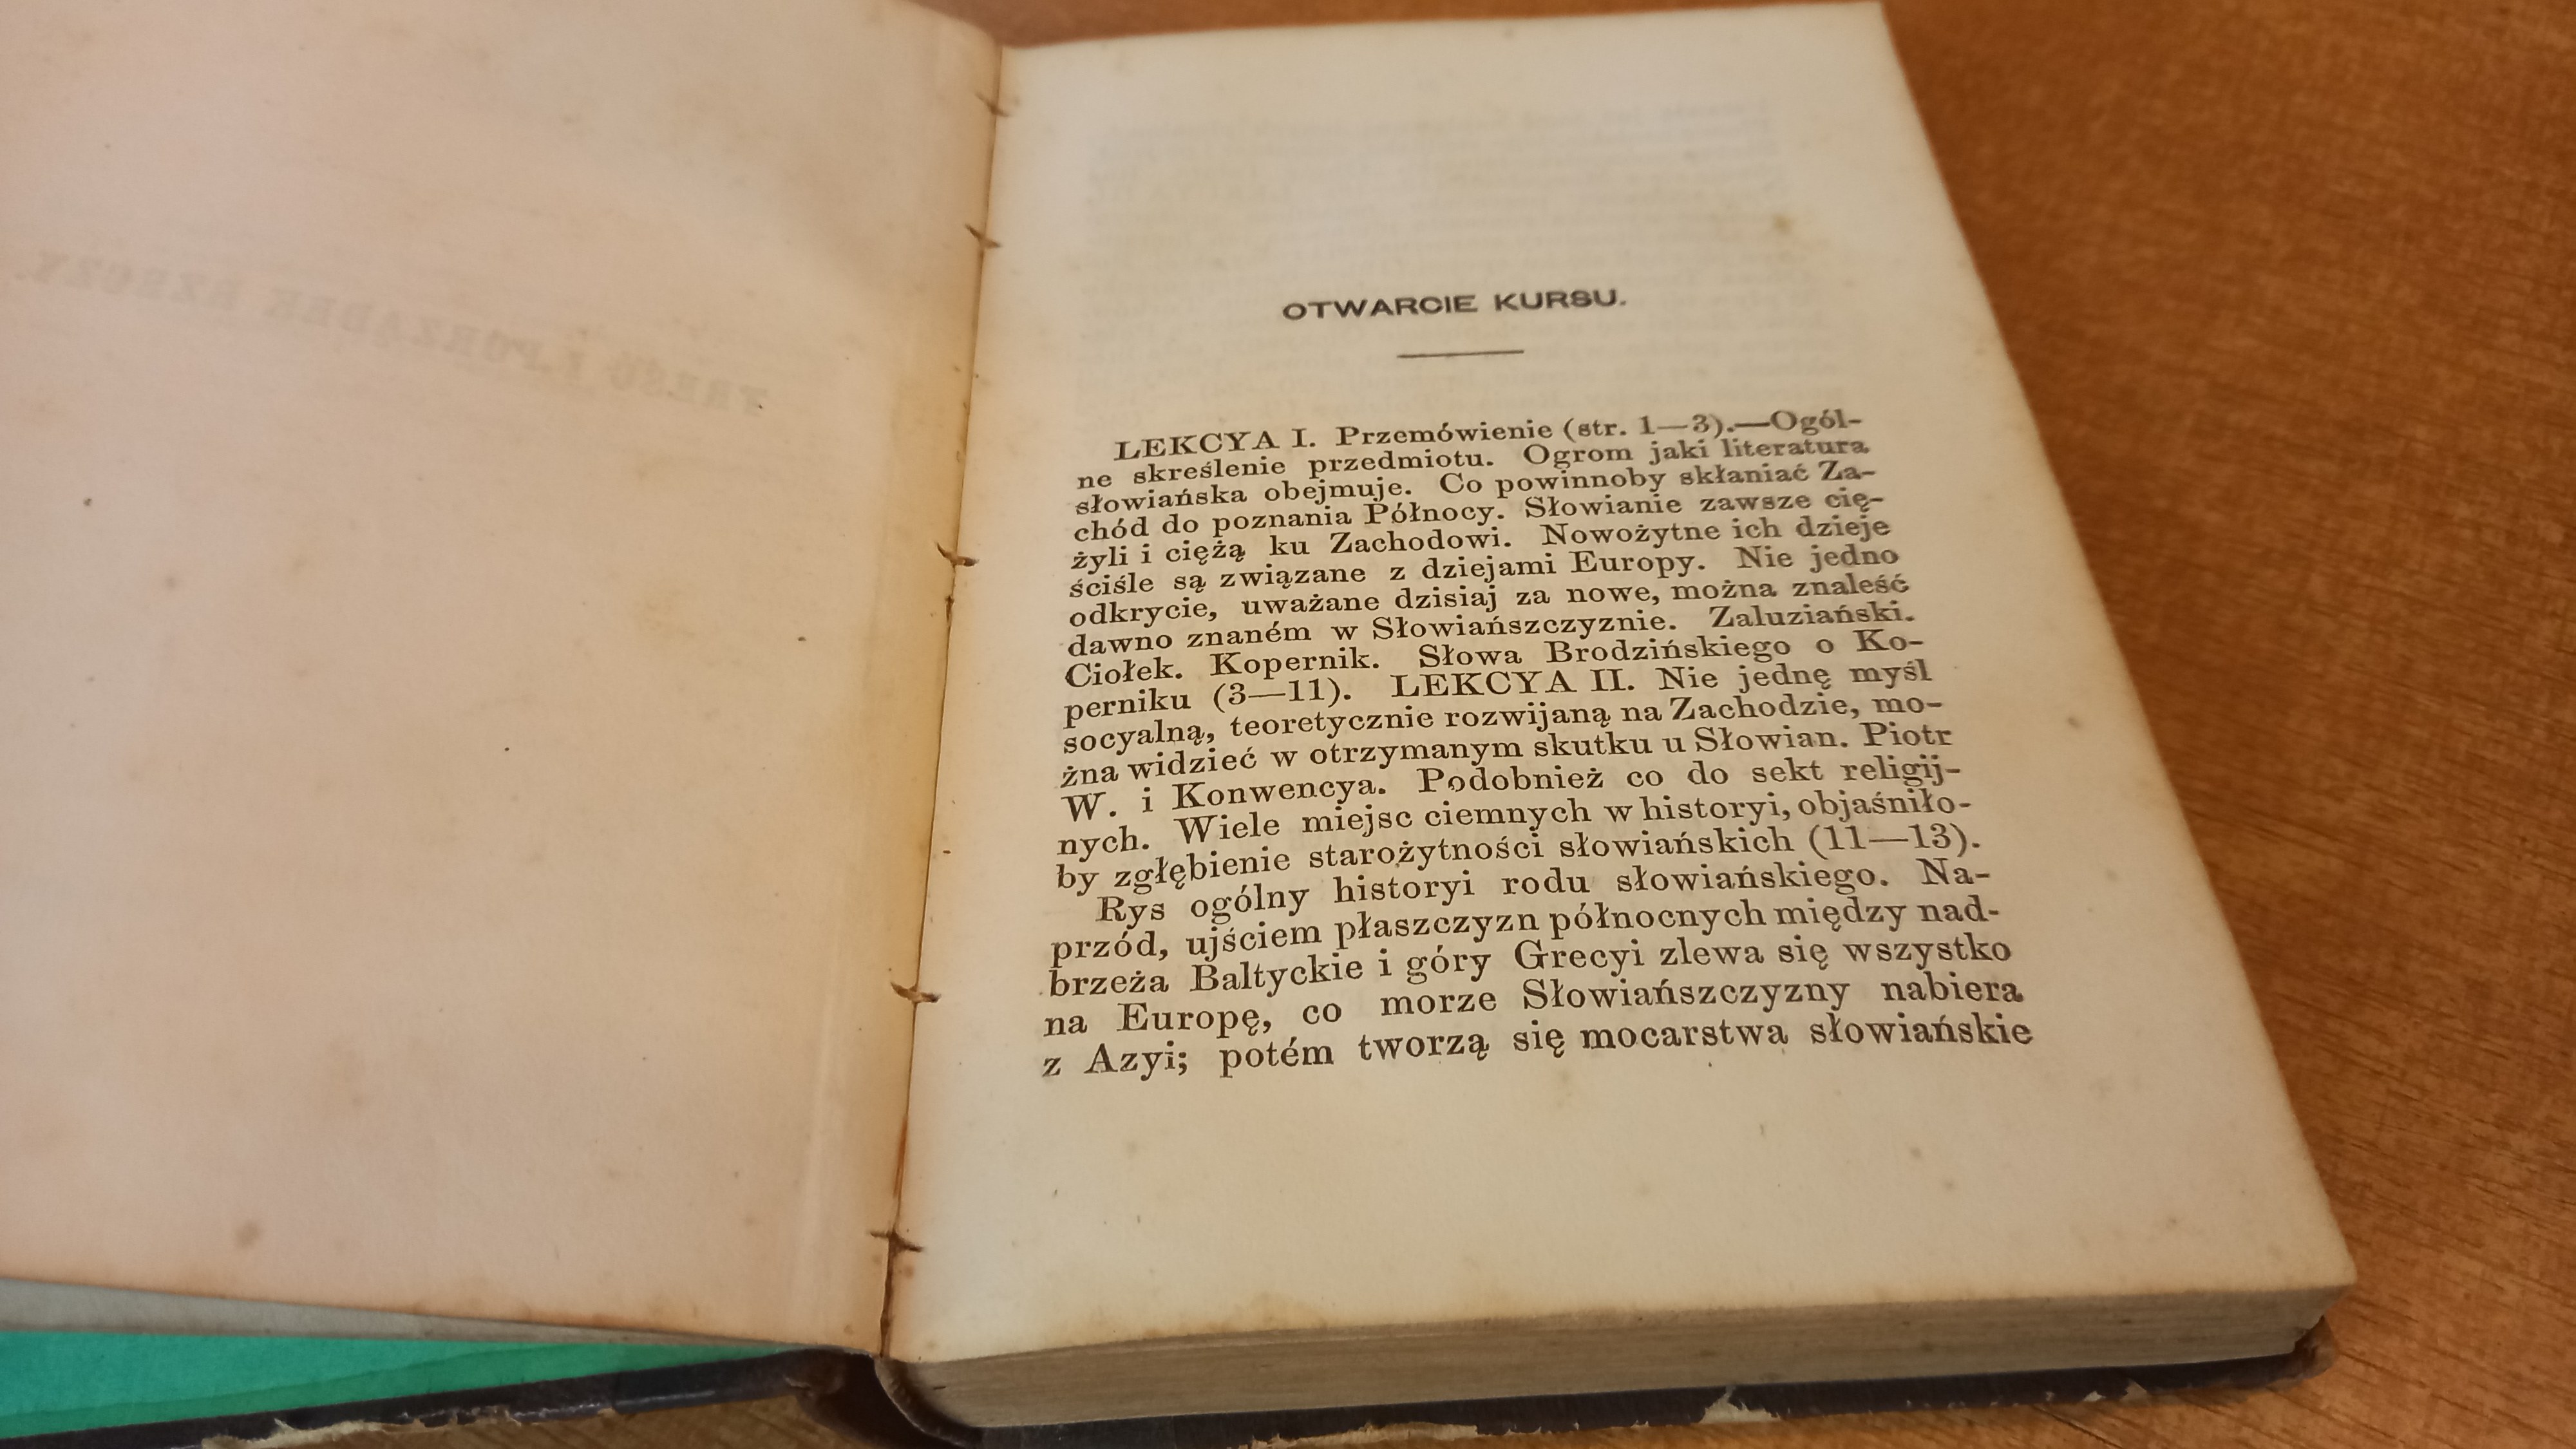 TREŚĆ I PORZĄDEK RZECZY.
OTWARCIE KURSU.
LEKCYA I. Przemówienie (str. 1—3).—Ogól-
ne skreślenie przedmiotu. Ogrom jaki literatura
słowiańska obejmuje. Co powinnoby skłaniać Za-
chód do poznania Północy. Słowianie zawsze cię-
żyli i ciężą ku Zachodowi. Nowożytne ich dzieje
ściśle są związane z dziejami Europy. Nie jedno
odkrycie, uważane dzisiaj za nowe, można znaleść
dawno znaném w Słowiańszczyznie. Zaluziański.
Ciołek. Kopernik. Słowa Brodzińskiego o Ko-
perniku (3—11). LEKCYA II. Nie jednę myśl
socyalną, teoretycznie rozwijaną na Zachodzie, mo-
żna widzieć w otrzymanym skutku u Słowian. Piotr
W. i Konwencya. Podobnież co do sekt religij-
nych. Wiele miejsc ciemnych w historyi, objaśniło-
by zgłębienie starożytności słowiańskich (11—13).
Rys ogólny historyi rodu słowiańskiego. Na-
przód, ujściem płaszczyzn północnych między nad-
brzeża Baltyckie i góry Grecyi zlewa się wszystko
na Europę, co morze Słowiańszczyzny nabiera
z Azyi; potém tworzą się mocarstwa słowiańskie